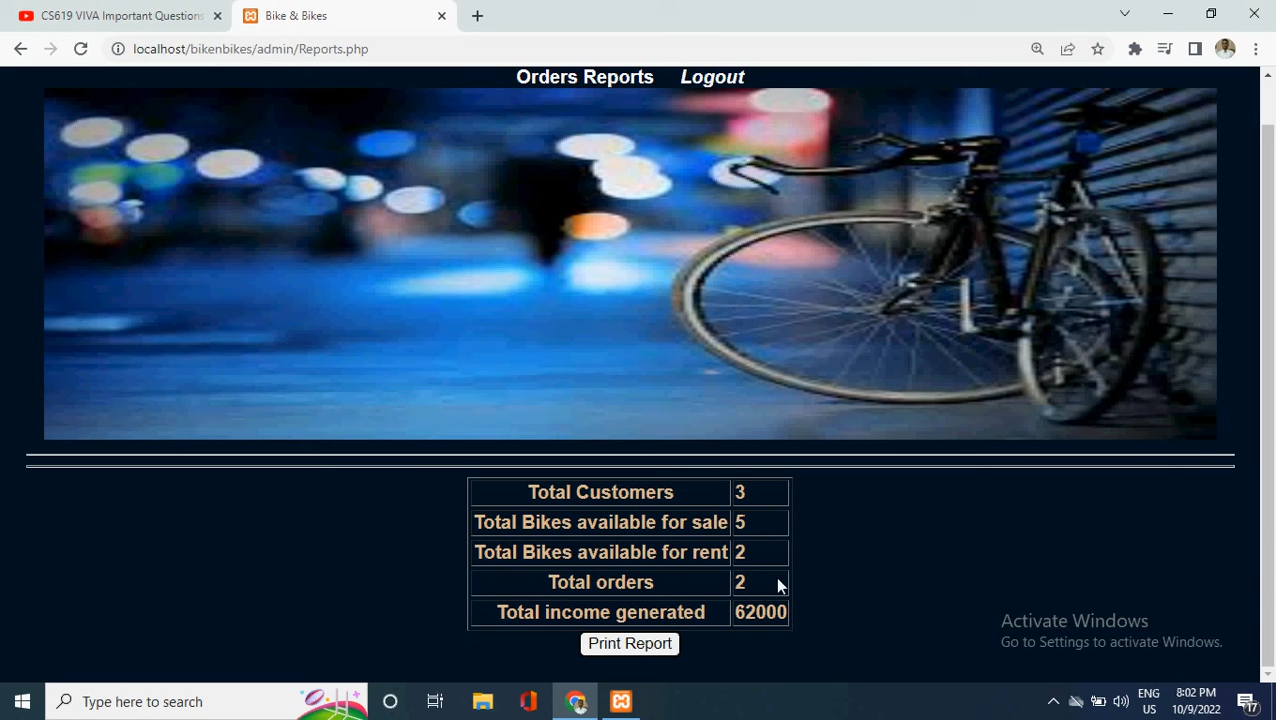 CS619 VIVA Important Questions
Bike & Bikes
localhost/bikenbikes/admin/Reports.php
Orders Reports Logout
Total Customers 3
Total Bikes available for sale 5
Total Bikes available for rent 2
Total orders 2
Total income generated 62000
Print Report
Activate Windows
Go to Settings to activate Windows.
Type here to search
ENG
US
8:02 PM
10/9/2022
17